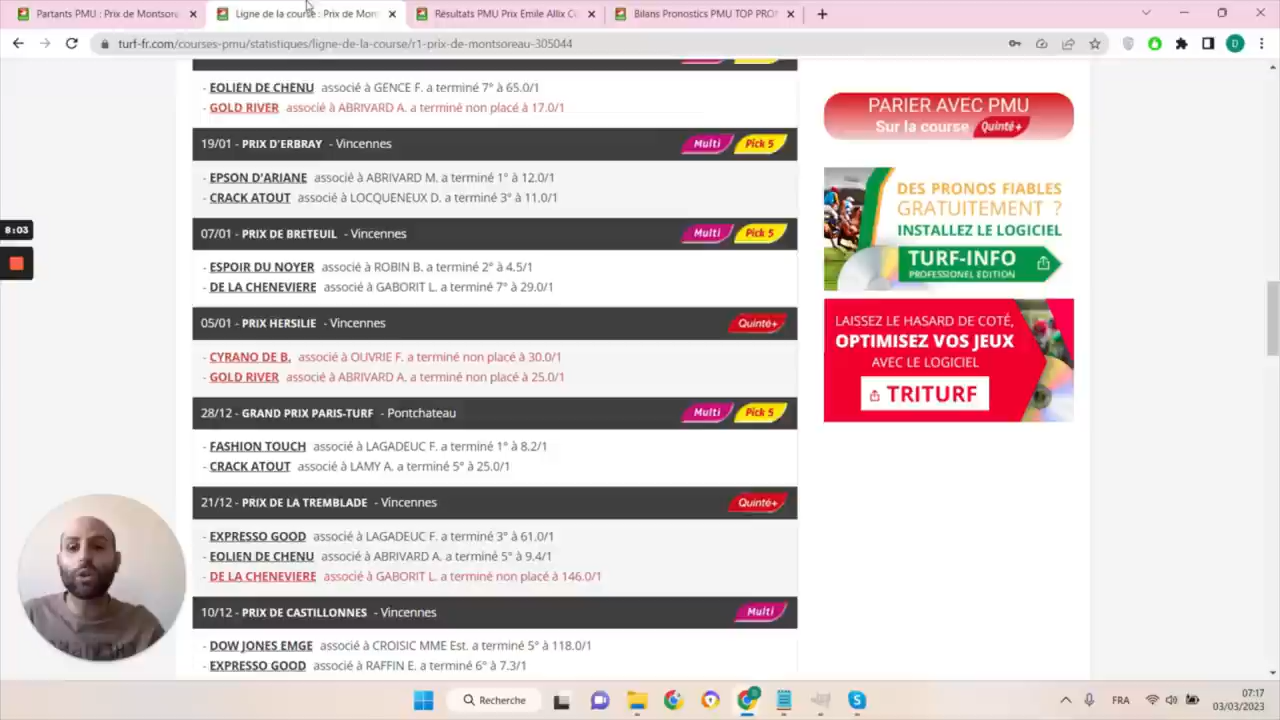 Partants PMU : Prix de Montsore
Ligne de la course : Prix de Mon
Résultats PMU Prix Emile Allix Co
Bilans Pronostics PMU TOP PRON
turf-fr.com/courses-pmu/statistiques/ligne-de-la-course/r1-prix-de-montsoreau-305044
D
- EOLIEN DE CHENU associé à GENCE F. a terminé 7° à 65.0/1
- GOLD RIVER associé à ABRIVARD A. a terminé non placé à 17.0/1
19/01 - PRIX D'ERBRAY - Vincennes Multi Pick 5
- EPSON D'ARIANE associé à ABRIVARD M. a terminé 1° à 12.0/1
- CRACK ATOUT associé à LOCQUENEUX D. a terminé 3° à 11.0/1
07/01 - PRIX DE BRETEUIL - Vincennes Multi Pick 5
- ESPOIR DU NOYER associé à ROBIN B. a terminé 2° à 4.5/1
- DE LA CHENEVIERE associé à GABORIT L. a terminé 7° à 29.0/1
05/01 - PRIX HERSILIE - Vincennes Quinté+
- CYRANO DE B. associé à OUVRIE F. a terminé non placé à 30.0/1
- GOLD RIVER associé à ABRIVARD A. a terminé non placé à 25.0/1
28/12 - GRAND PRIX PARIS-TURF - Pontchateau Multi Pick 5
- FASHION TOUCH associé à LAGADEUC F. a terminé 1° à 8.2/1
- CRACK ATOUT associé à LAMY A. a terminé 5° à 25.0/1
21/12 - PRIX DE LA TREMBLADE - Vincennes Quinté+
- EXPRESSO GOOD associé à LAGADEUC F. a terminé 3° à 61.0/1
- EOLIEN DE CHENU associé à ABRIVARD A. a terminé 5° à 9.4/1
- DE LA CHENEVIERE associé à GABORIT L. a terminé non placé à 146.0/1
10/12 - PRIX DE CASTILLONNES - Vincennes Multi
- DOW JONES EMGE associé à CROISIC MME Est. a terminé 5° à 118.0/1
- EXPRESSO GOOD associé à RAFFIN E. a terminé 6° à 7.3/1
PARIER AVEC PMU
Sur la course Quinté+
DES PRONOS FIABLES
GRATUITEMENT ?
INSTALLEZ LE LOGICIEL
TURF-INFO
PROFESSIONEL EDITION
LAISSEZ LE HASARD DE COTÉ,
OPTIMISEZ VOS JEUX
AVEC LE LOGICIEL
TRITURF
8:03
Recherche
FRA
07:17
03/03/2023